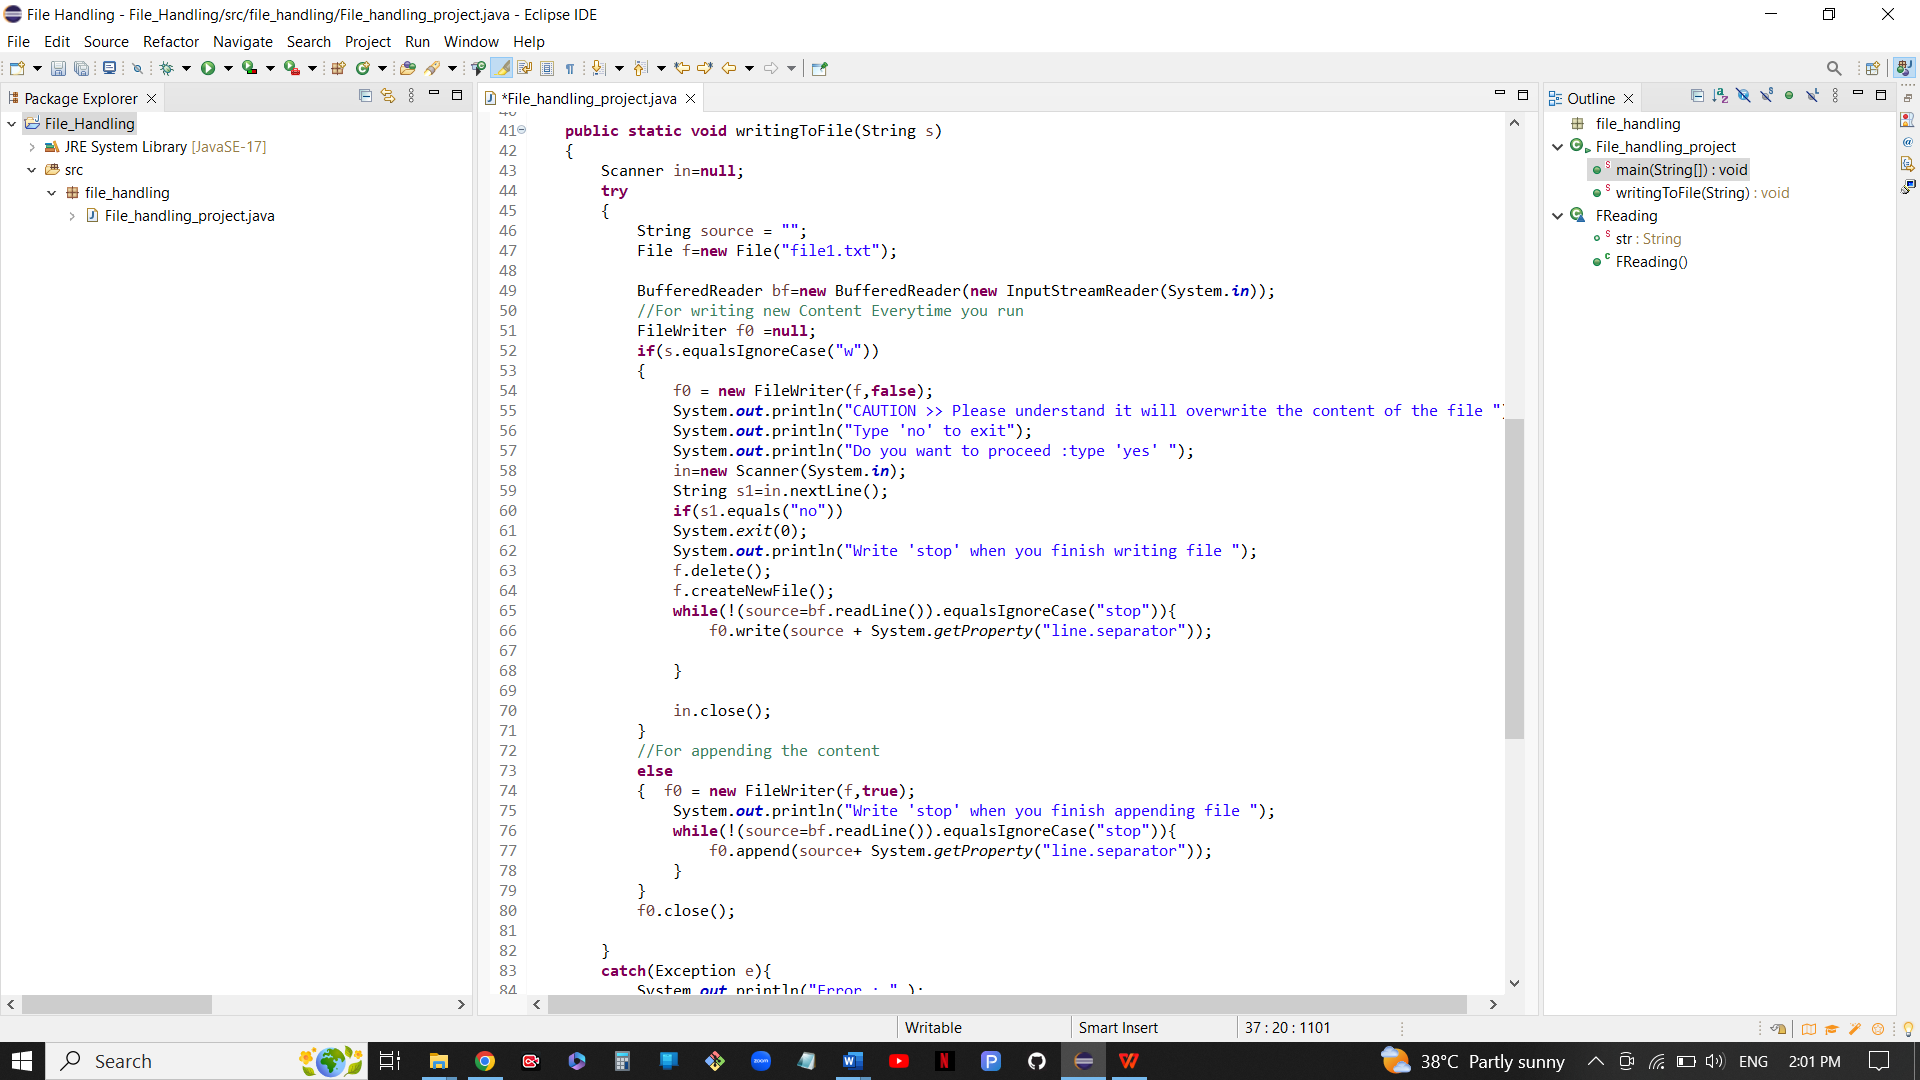 File Handling - File_Handling/src/file_handling/File_handling_project.java - Eclipse IDE
File Edit Source Refactor Navigate Search Project Run Window Help
Package Explorer
File_Handling
JRE System Library [JavaSE-17]
src
file_handling
File_handling_project.java
*File_handling_project.java
41 public static void writingToFile(String s)
42 {
43 Scanner in=null;
44 try
45 {
46 String source = "";
47 File f=new File("file1.txt");
48
49 BufferedReader bf=new BufferedReader(new InputStreamReader(System.in));
50 //For writing new Content Everytime you run
51 FileWriter f0 =null;
52 if(s.equalsIgnoreCase("w"))
53 {
54 f0 = new FileWriter(f,false);
55 System.out.println("CAUTION >> Please understand it will overwrite the content of the file "
56 System.out.println("Type 'no' to exit");
57 System.out.println("Do you want to proceed :type 'yes' ");
58 in=new Scanner(System.in);
59 String s1=in.nextLine();
60 if(s1.equals("no"))
61 System.exit(0);
62 System.out.println("Write 'stop' when you finish writing file ");
63 f.delete();
64 f.createNewFile();
65 while(!(source=bf.readLine()).equalsIgnoreCase("stop")){
66 f0.write(source + System.getProperty("line.separator"));
67
68 }
69
70 in.close();
71 }
72 //For appending the content
73 else
74 { f0 = new FileWriter(f,true);
75 System.out.println("Write 'stop' when you finish appending file ");
76 while(!(source=bf.readLine()).equalsIgnoreCase("stop")){
77 f0.append(source+ System.getProperty("line.separator"));
78 }
79 }
80 f0.close();
81
82 }
83 catch(Exception e){
84 System.out.println("Error : " );
Outline
file_handling
File_handling_project
main(String[]) : void
writingToFile(String) : void
FReading
str : String
FReading()
Writable Smart Insert 37 : 20 : 1101
Search
38°C Partly sunny
ENG
2:01 PM